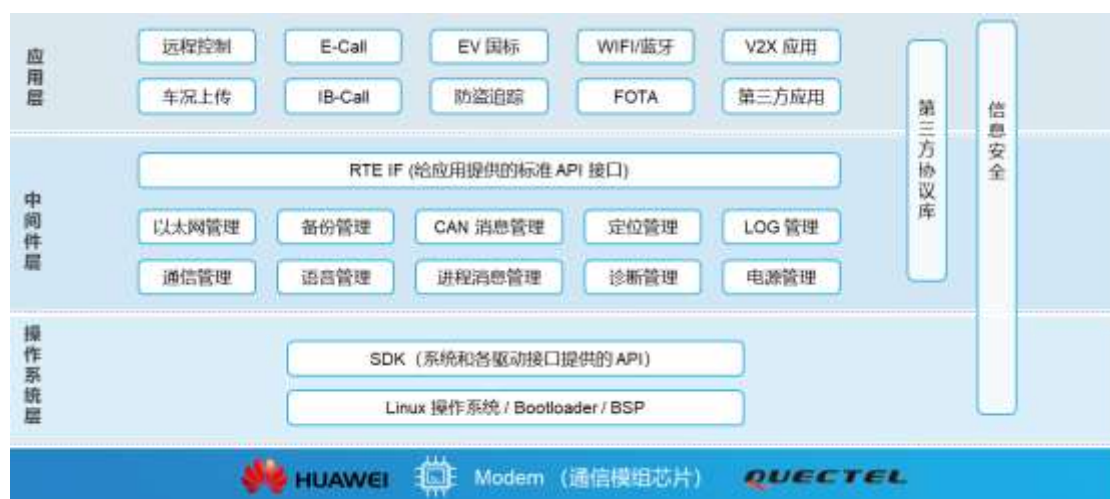 应用层
远程控制
E-Call
EV 国标
WIFI/蓝牙
V2X 应用
车况上传
IB-Call
防盗追踪
FOTA
第三方应用
中间件层
RTE IF (给应用提供的标准 API 接口)
以太网管理
备份管理
CAN 消息管理
定位管理
LOG 管理
通信管理
语音管理
进程消息管理
诊断管理
电源管理
第三方协议库
信息安全
操作系统层
SDK（系统和各驱动接口提供的 API）
Linux 操作系统 / Bootloader / BSP
HUAWEI
Modem （通信模组芯片）
QUECTEL